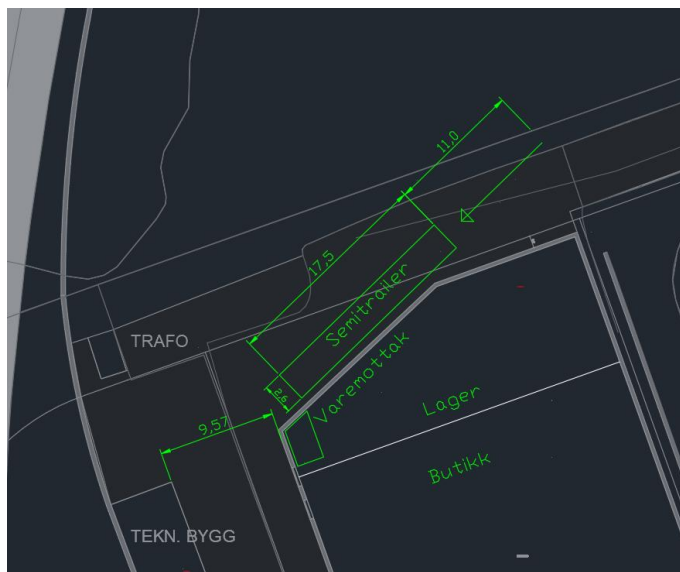 11,0
17,5
Semitrailer
TRAFO
2,6
Varemottak
9,57
Lager
Butikk
TEKN. BYGG